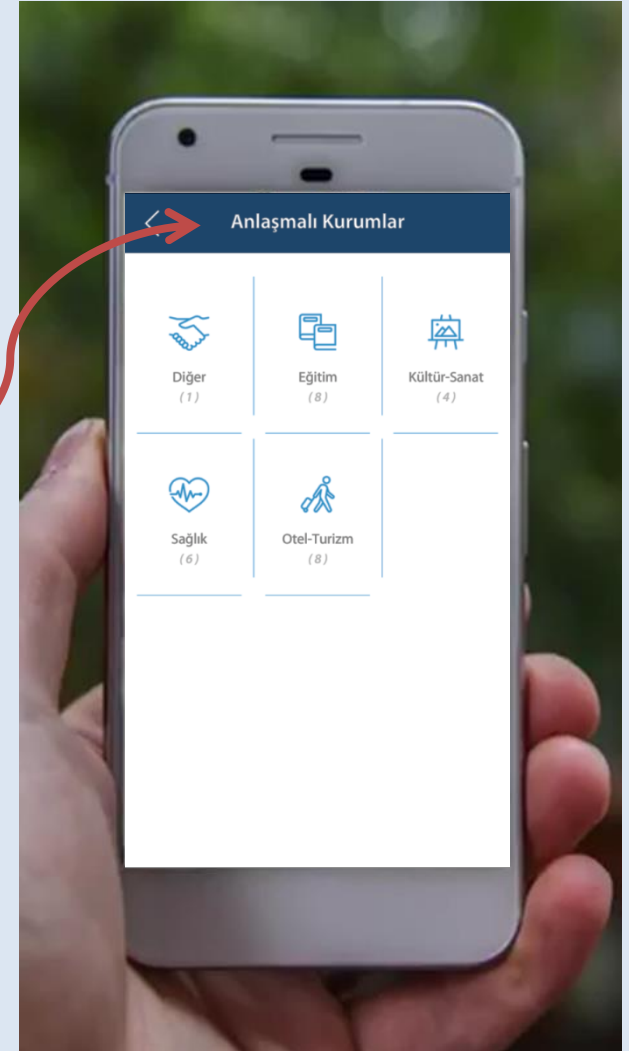 Anlaşmalı Kurumlar
Diğer
(1)
Eğitim
(8)
Kültür-Sanat
(4)
Sağlık
(6)
Otel-Turizm
(8)